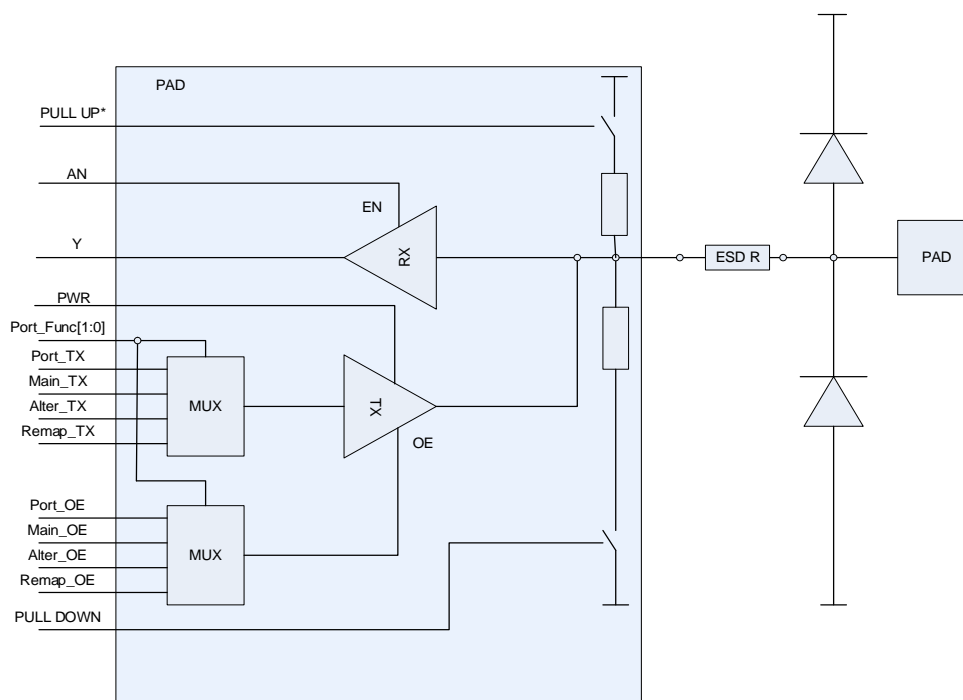 PAD
PULL UP*
AN
EN
Y
RX
ESD R
PAD
PWR
Port_Func[1:0]
Port_TX
Main_TX
MUX
TX
Alter_TX
Remap_TX
OE
Port_OE
Main_OE
MUX
Alter_OE
Remap_OE
PULL DOWN